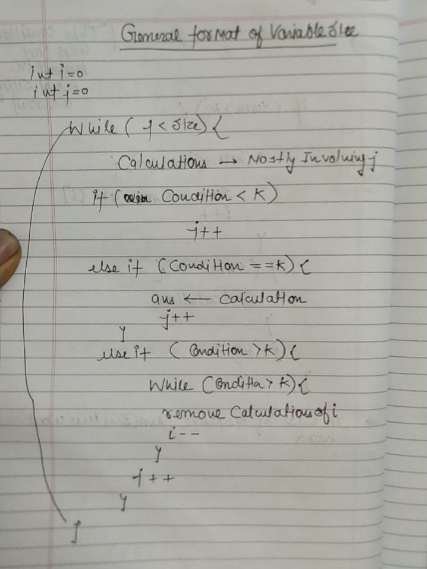 General format of Variable Size
int i=0
int j=0
While( j < Size){
Calculations → Mostly Involving j
if ( Condition < K)
j++
else if (Condition ==K){
ans ← Calculation
j++
}
else if ( Condition >K){
While (Condition > K){
remove Calculations of i
i--
}
j++
}
}